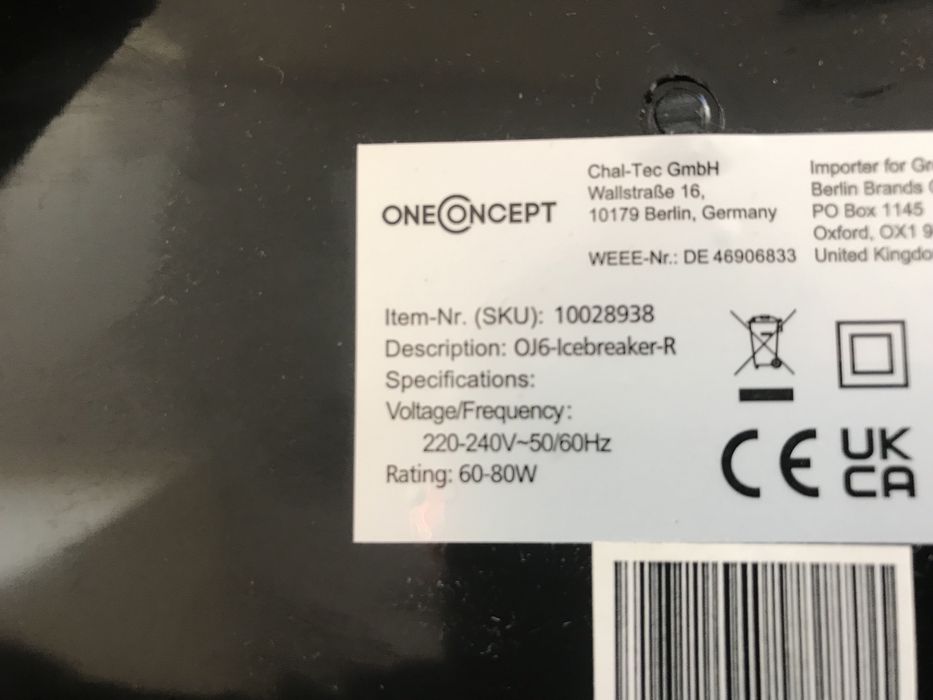 ONECONCEPT
Chal-Tec GmbH
Wallstraße 16,
10179 Berlin, Germany
WEEE-Nr.: DE 46906833
Importer for
Berlin Brands
PO Box 1145
Oxford, OX1 9
United
Item-Nr. (SKU): 10028938
Description: OJ6-Icebreaker-R
Specifications:
Voltage/Frequency:
220-240V~50/60Hz
Rating: 60-80W
CE
UK
CA